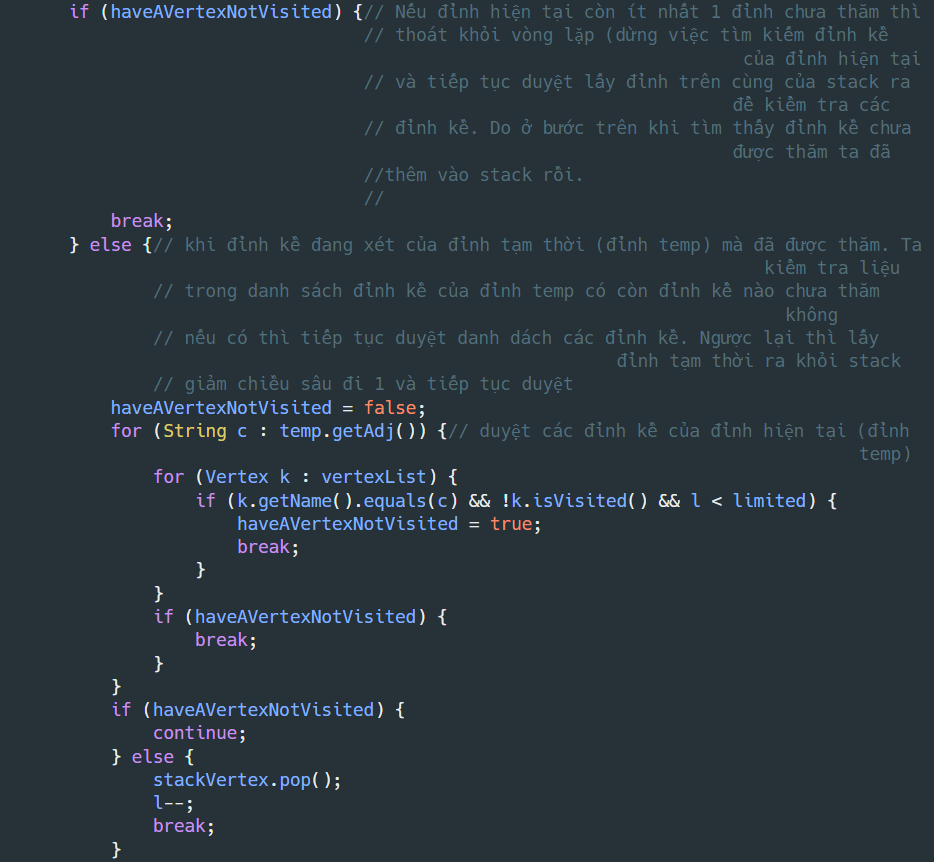 if (haveAVertexNotVisited) {// Nếu đỉnh hiện tại còn ít nhất 1 đỉnh chưa thăm thì
// thoát khỏi vòng lặp (dừng việc tìm kiếm đỉnh kề
của đỉnh hiện tại
// và tiếp tục duyệt lấy đỉnh trên cùng của stack ra
để kiểm tra các
// đỉnh kề. Do ở bước trên khi tìm thấy đỉnh kề chưa
được thăm ta đã
//thêm vào stack rồi.
//
break;
} else {// khi đỉnh kề đang xét của đỉnh tạm thời (đỉnh temp) mà đã được thăm. Ta
kiểm tra liệu
// trong danh sách đỉnh kề của đỉnh temp có còn đỉnh kề nào chưa thăm
không
// nếu có thì tiếp tục duyệt danh dách các đỉnh kề. Ngược lại thì lấy
đỉnh tạm thời ra khỏi stack
// giảm chiều sâu đi 1 và tiếp tục duyệt
haveAVertexNotVisited = false;
for (String c : temp.getAdj()) {// duyệt các đỉnh kề của đỉnh hiện tại (đỉnh
temp)
for (Vertex k : vertexList) {
if (k.getName().equals(c) && !k.isVisited() && l < limited) {
haveAVertexNotVisited = true;
break;
}
}
if (haveAVertexNotVisited) {
break;
}
}
if (haveAVertexNotVisited) {
continue;
} else {
stackVertex.pop();
l--;
break;
}